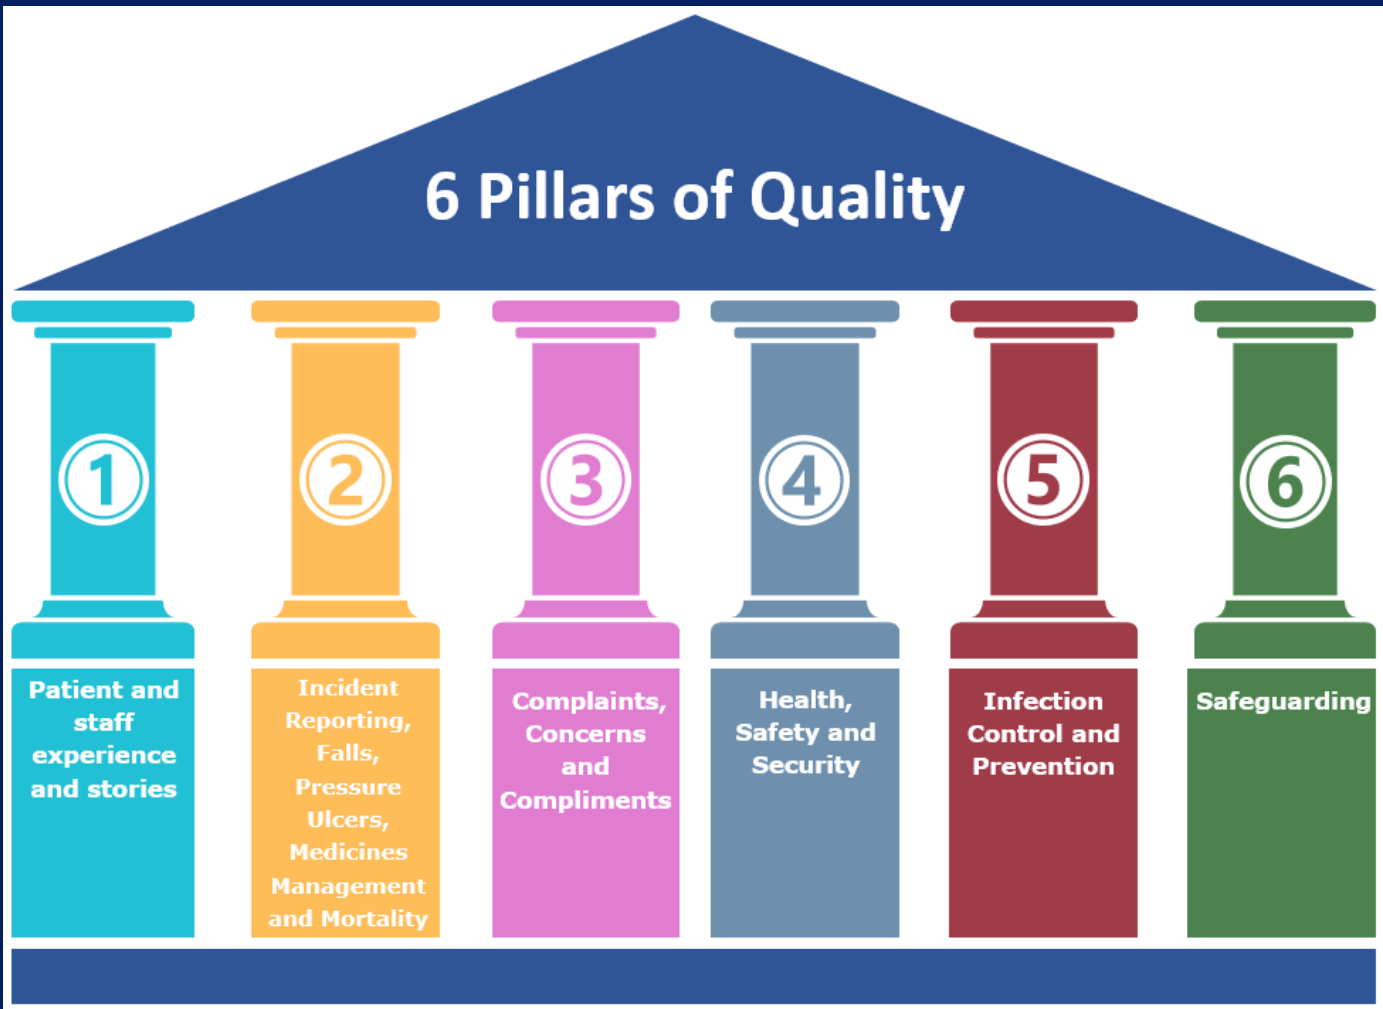 6 Pillars of Quality
1
2
3
4
5
6
Patient and
staff
experience
and stories
Incident
Reporting,
Falls,
Pressure
Ulcers,
Medicines
Management
and Mortality
Complaints,
Concerns
and
Compliments
Health,
Safety and
Security
Infection
Control and
Prevention
Safeguarding